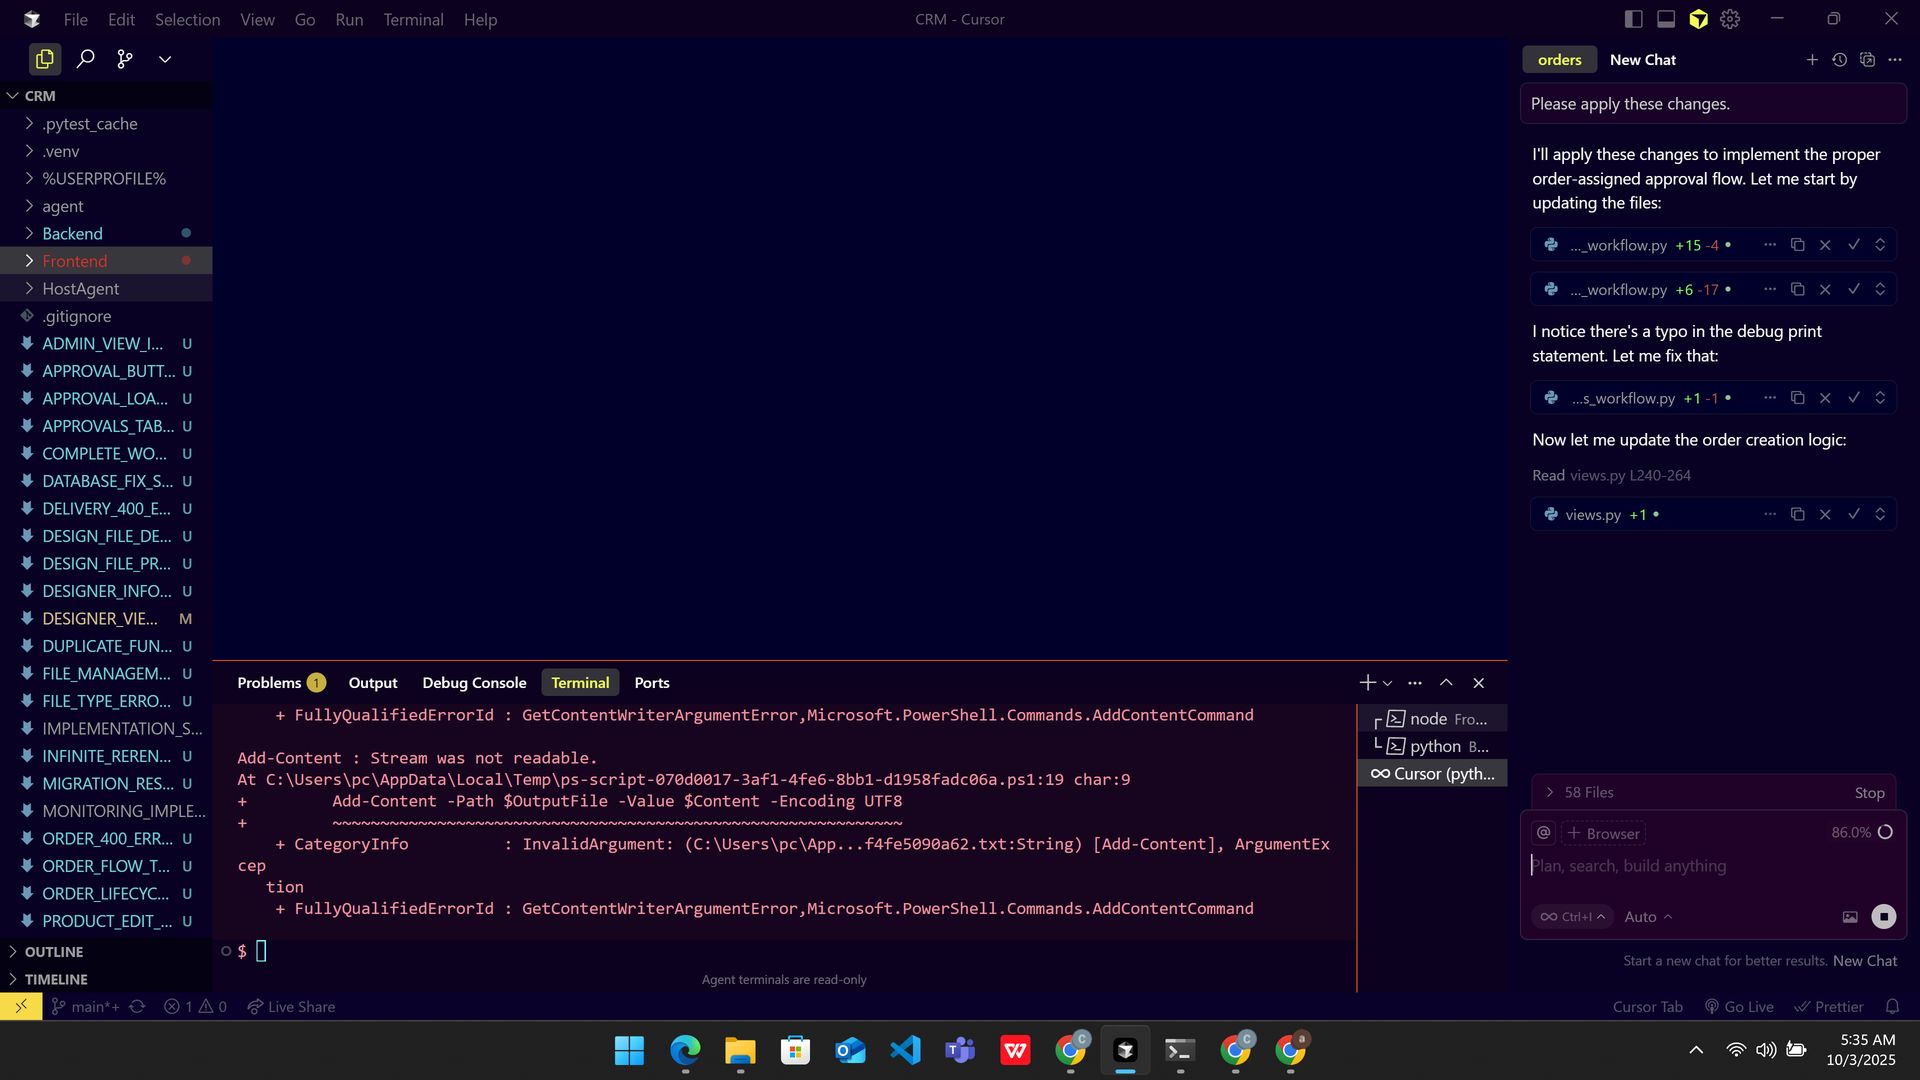 File Edit Selection View Go Run Terminal Help
CRM - Cursor
CRM
.pytest_cache
.venv
%USERPROFILE%
agent
Backend
Frontend
HostAgent
.gitignore
ADMIN_VIEW_I... U
APPROVAL_BUTT... U
APPROVAL_LOA... U
APPROVALS_TAB... U
COMPLETE_WO... U
DATABASE_FIX_S... U
DELIVERY_400_E... U
DESIGN_FILE_DE... U
DESIGN_FILE_PR... U
DESIGNER_INFO... U
DESIGNER_VIE... M
DUPLICATE_FUN... U
FILE_MANAGEM... U
FILE_TYPE_ERRO... U
IMPLEMENTATION_S...
INFINITE_REREN... U
MIGRATION_RES... U
MONITORING_IMPLE...
ORDER_400_ERR... U
ORDER_FLOW_T... U
ORDER_LIFECYC... U
PRODUCT_EDIT_... U
OUTLINE
TIMELINE
Problems 1 Output Debug Console Terminal Ports
+ FullyQualifiedErrorId : GetContentWriterArgumentError,Microsoft.PowerShell.Commands.AddContentCommand
Add-Content : Stream was not readable.
At C:\Users\pc\AppData\Local\Temp\ps-script-070d0017-3af1-4fe6-8bb1-d1958fadc06a.ps1:19 char:9
+         Add-Content -Path $OutputFile -Value $Content -Encoding UTF8
+         ~~~~~~~~~~~~~~~~~~~~~~~~~~~~~~~~~~~~~~~~~~~~~~~~~~~~~~~~~~~~
+ CategoryInfo          : InvalidArgument: (C:\Users\pc\App...f4fe5090a62.txt:String) [Add-Content], ArgumentEx
cep
tion
+ FullyQualifiedErrorId : GetContentWriterArgumentError,Microsoft.PowerShell.Commands.AddContentCommand
$
Agent terminals are read-only
node Fro...
python B...
Cursor (pyth...
orders New Chat
Please apply these changes.
I'll apply these changes to implement the proper
order-assigned approval flow. Let me start by
updating the files:
..._workflow.py +15 -4
..._workflow.py +6 -17
I notice there's a typo in the debug print
statement. Let me fix that:
...s_workflow.py +1 -1
Now let me update the order creation logic:
Read views.py L240-264
views.py +1
58 Files Stop
@ + Browser 86.0%
Plan, search, build anything
Ctrl+I Auto
Start a new chat for better results. New Chat
main*+ 1 0 Live Share
Cursor Tab Go Live Prettier
5:35 AM
10/3/2025